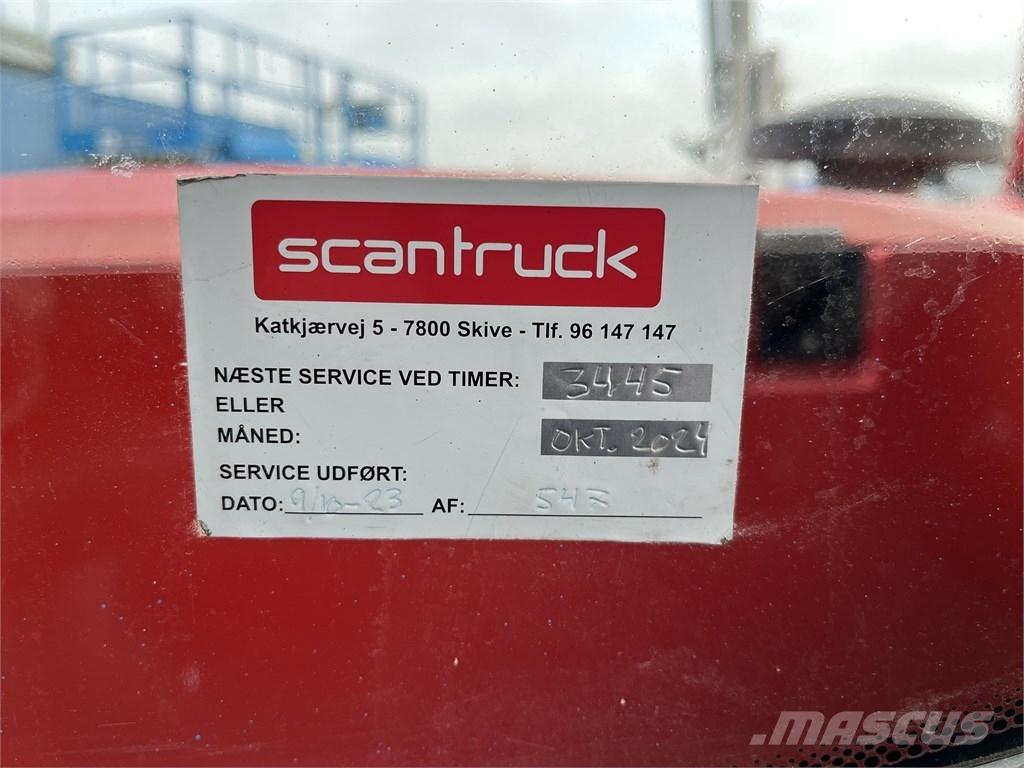 scantruck
Katkjærvej 5 - 7800 Skive - Tlf. 96 147 147
NÆSTE SERVICE VED TIMER: 3445
ELLER
MÅNED: OKT. 2024
SERVICE UDFØRT:
DATO: 9/10-23 AF: 547
MASCUS